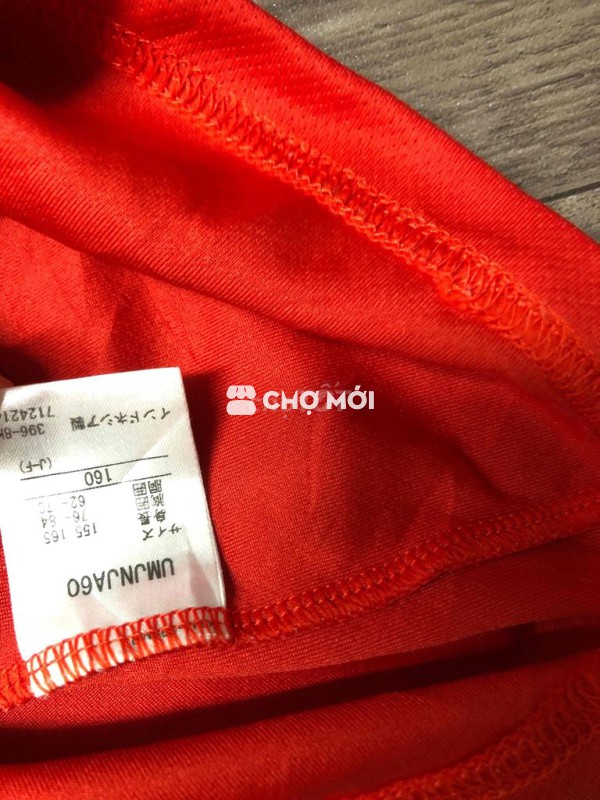 CHỢ MỚI
UMJNJA60
サイズ
身長 155-165
胸囲 76-84
胴囲
160
(J-F)
インドネシア製